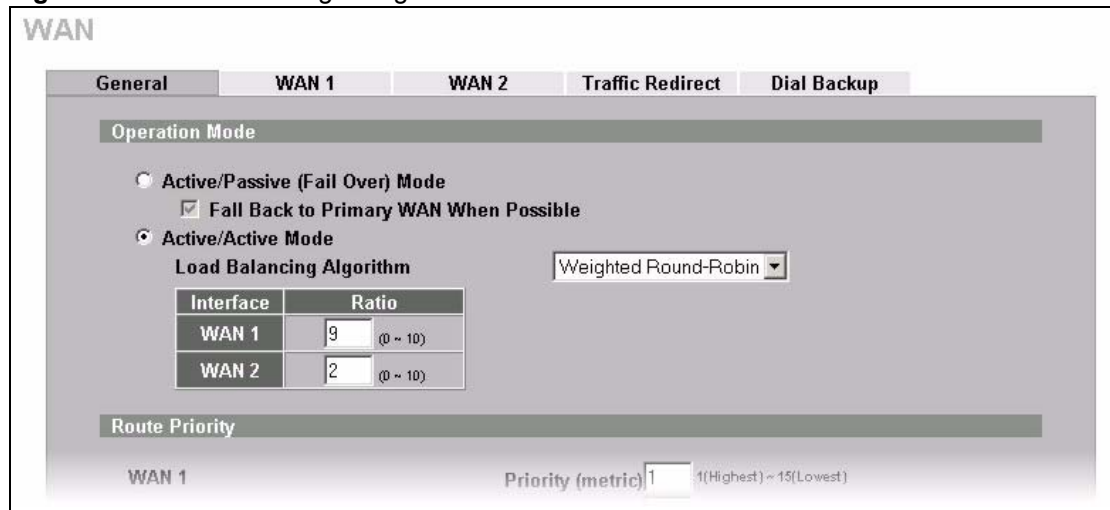 WAN
General WAN 1 WAN 2 Traffic Redirect Dial Backup
Operation Mode
Active/Passive (Fail Over) Mode
Fall Back to Primary WAN When Possible
Active/Active Mode
Load Balancing Algorithm Weighted Round-Robin
Interface Ratio
WAN 1 9 (0 ~ 10)
WAN 2 2 (0 ~ 10)
Route Priority
WAN 1 Priority (metric) 1 1(Highest) ~ 15(Lowest)